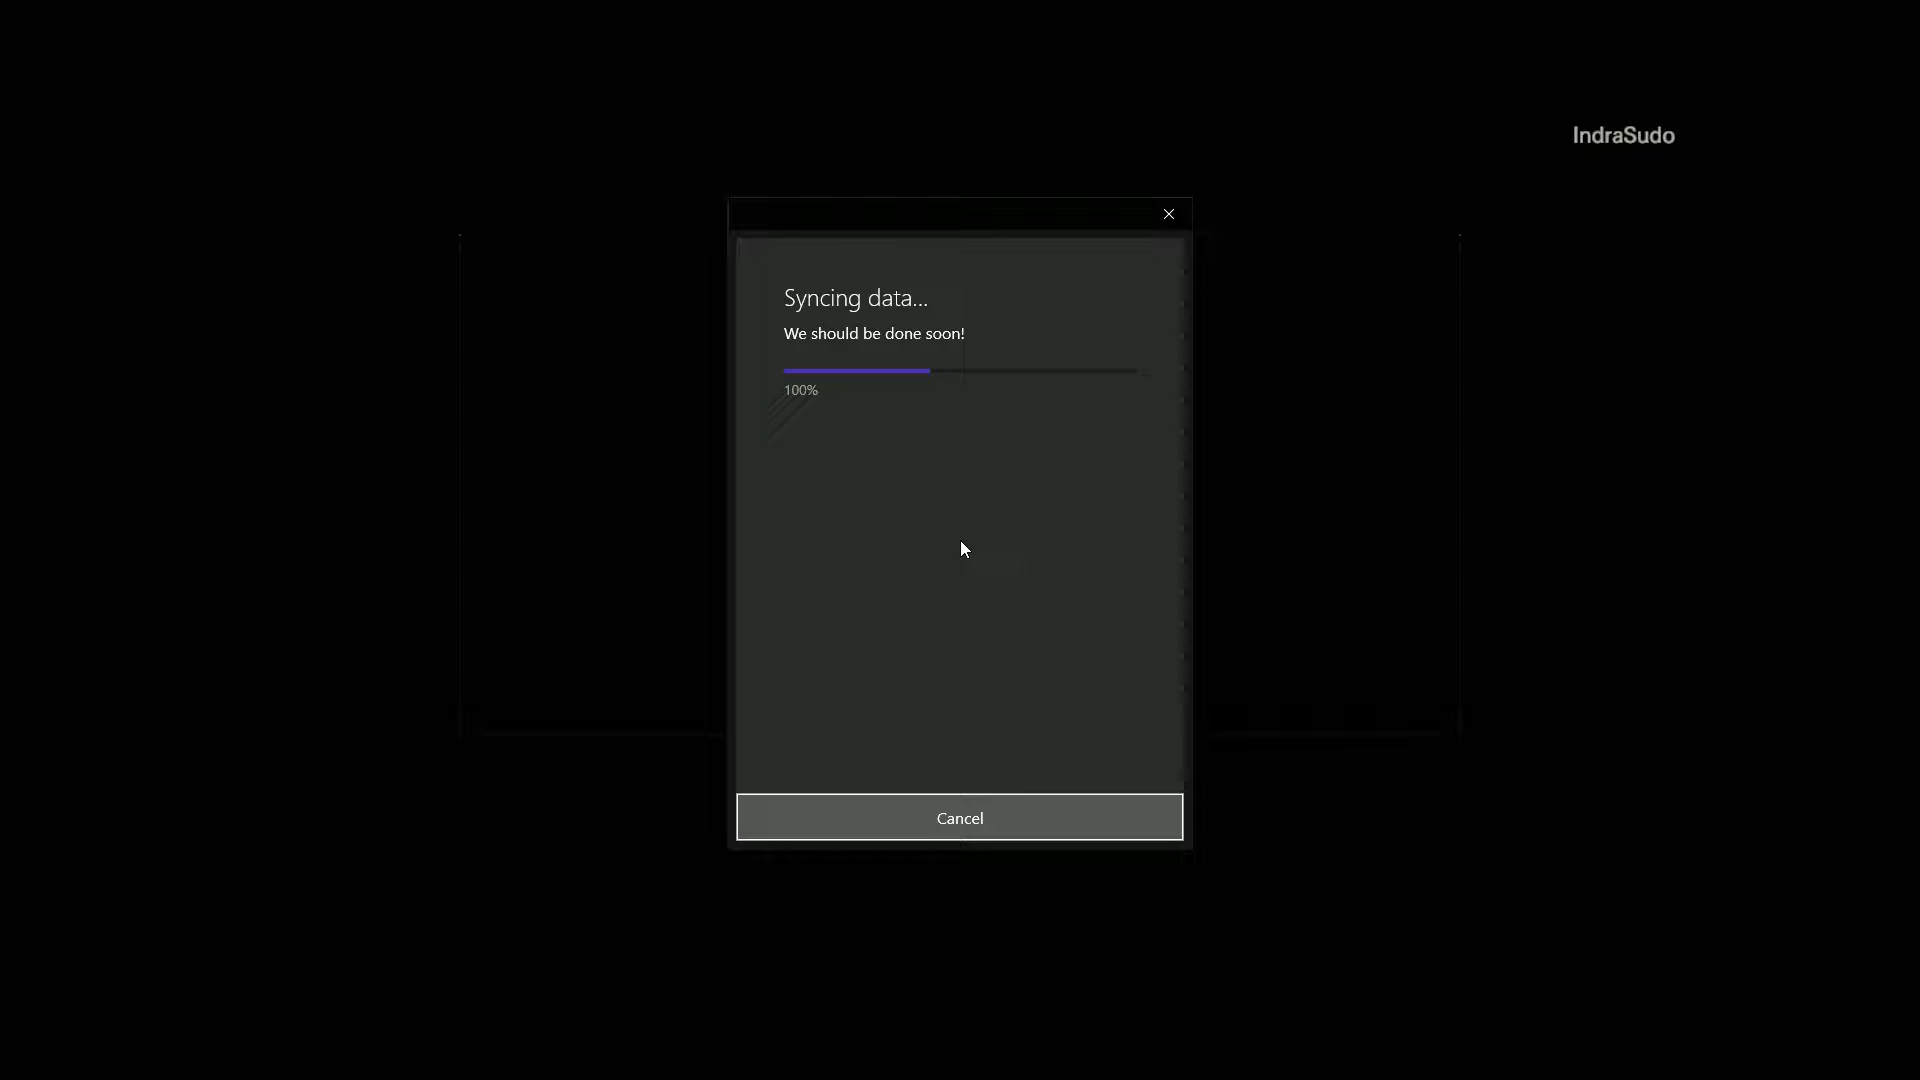 IndraSudo
Syncing data...
We should be done soon!
100%
Cancel